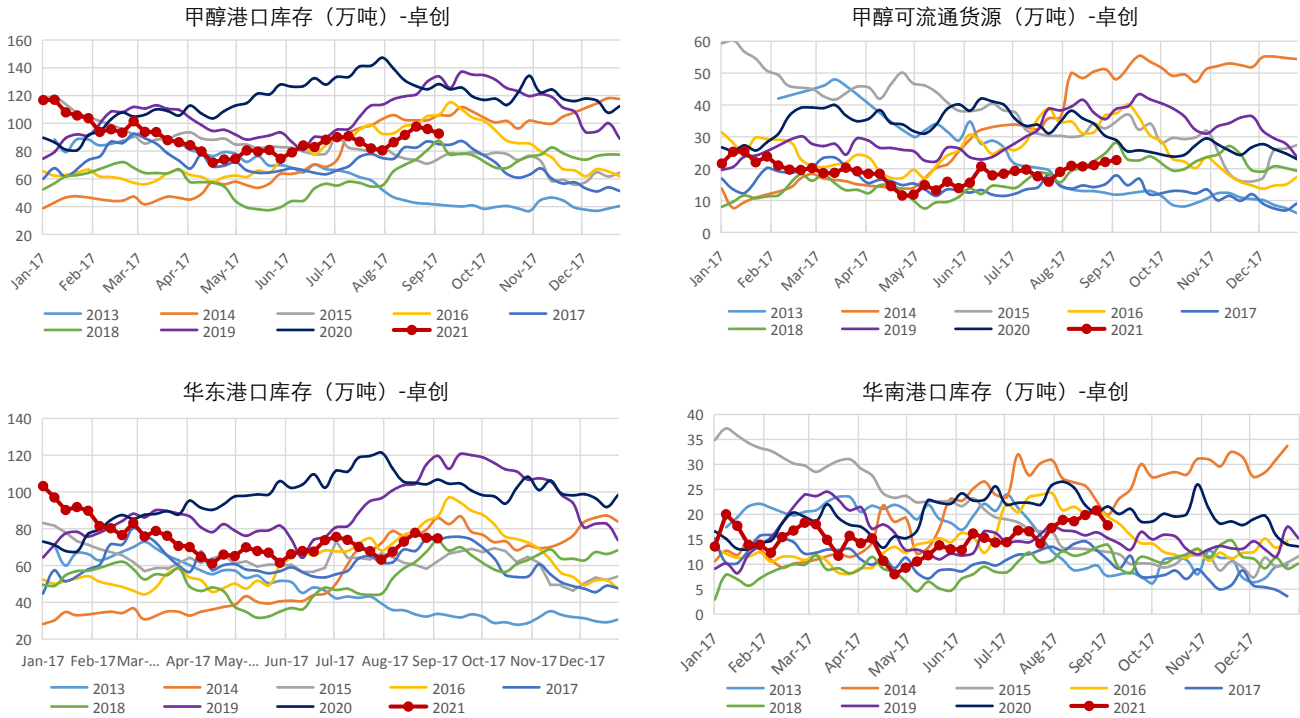 甲醇港口库存（万吨）-卓创
160
140
120
100
80
60
40
20
Jan-17 Feb-17 Mar-17 Apr-17 May-17 Jun-17 Jul-17 Aug-17 Sep-17 Oct-17 Nov-17 Dec-17
2013 2014 2015 2016 2017
2018 2019 2020 2021
甲醇可流通货源（万吨）-卓创
60
50
40
30
20
10
0
Jan-17 Feb-17 Mar-17 Apr-17 May-17 Jun-17 Jul-17 Aug-17 Sep-17 Oct-17 Nov-17 Dec-17
2013 2014 2015 2016 2017
2018 2019 2020 2021
华东港口库存（万吨）-卓创
140
120
100
80
60
40
20
Jan-17 Feb-17 Mar-... Apr-17 May-... Jun-17 Jul-17 Aug-17 Sep-17 Oct-17 Nov-17 Dec-17
2013 2014 2015 2016 2017
2018 2019 2020 2021
华南港口库存（万吨）-卓创
40
35
30
25
20
15
10
5
0
Jan-17 Feb-17 Mar-17 Apr-17 May-17 Jun-17 Jul-17 Aug-17 Sep-17 Oct-17 Nov-17 Dec-17
2013 2014 2015 2016 2017
2018 2019 2020 2021